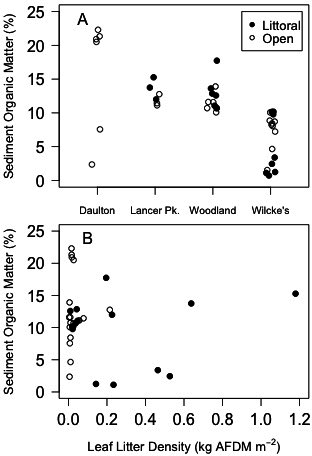 Sediment Organic Matter (%)
25
20
15
10
5
0
A
Littoral
Open
Daulton
Lancer Pk.
Woodland
Wilcke's
Sediment Organic Matter (%)
25
20
15
10
5
0
B
0.0
0.2
0.4
0.6
0.8
1.0
1.2
Leaf Litter Density (kg AFDM m⁻²)